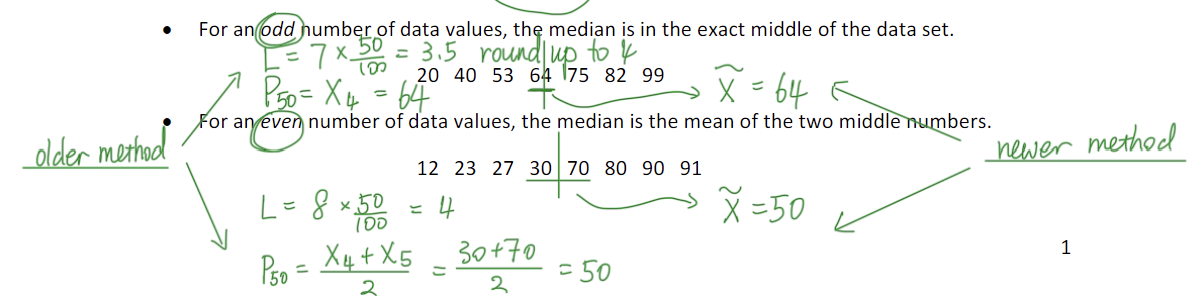 • For an odd number of data values, the median is in the exact middle of the data set.
L = 7 × 50/100 = 3.5 round up to 4
20 40 53 64 75 82 99
P50 = X4 = 64
x̃ = 64
• For an even number of data values, the median is the mean of the two middle numbers.
older method
newer method
12 23 27 30 70 80 90 91
L = 8 × 50/100 = 4
x̃ = 50
P50 = X4 + X5/2 = 30+70/2 = 50
1